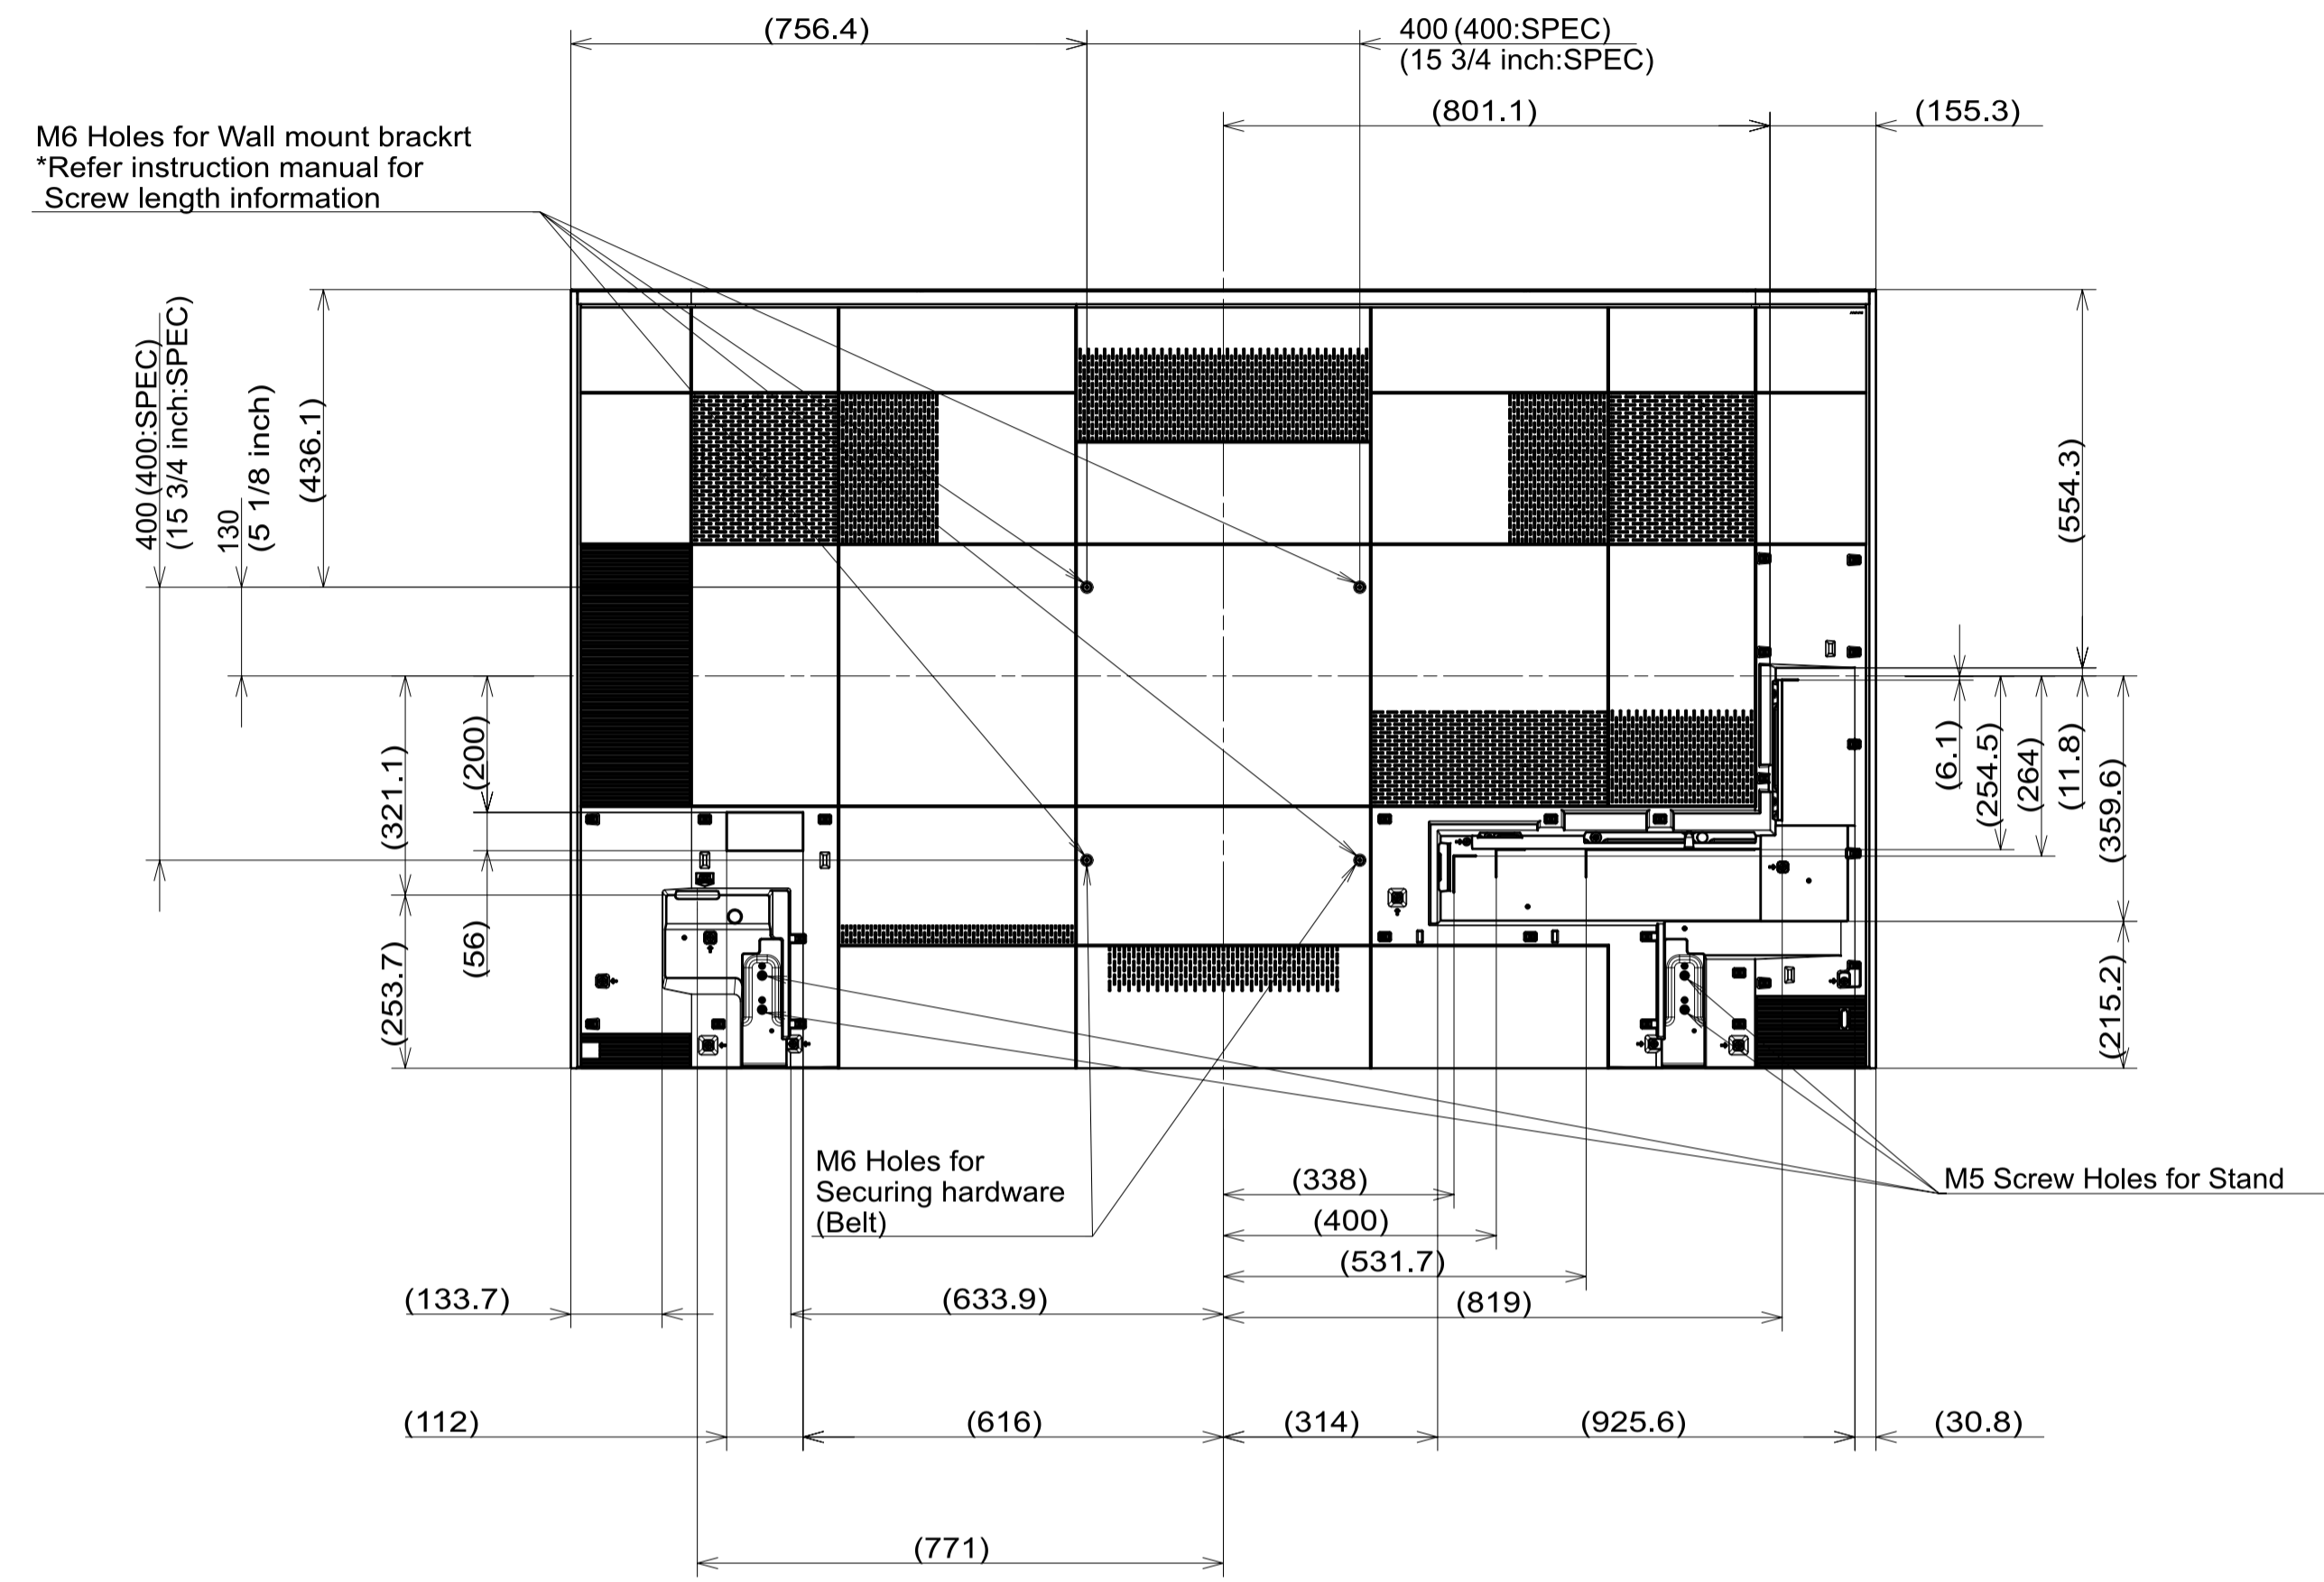 (756.4)
400 (400:SPEC)
(15 3/4 inch:SPEC)
(801.1)
(155.3)
M6 Holes for Wall mount brackrt
*Refer instruction manual for
Screw length information
400 (400:SPEC)
(15 3/4 inch:SPEC)
130
(5 1/8 inch)
(436.1)
(554.3)
(321.1)
(200)
(56)
(253.7)
(6.1)
(254.5)
(264)
(11.8)
(359.6)
(215.2)
M6 Holes for
Securing hardware
(Belt)
M5 Screw Holes for Stand
(338)
(400)
(531.7)
(133.7)
(633.9)
(819)
(112)
(616)
(314)
(925.6)
(30.8)
(771)